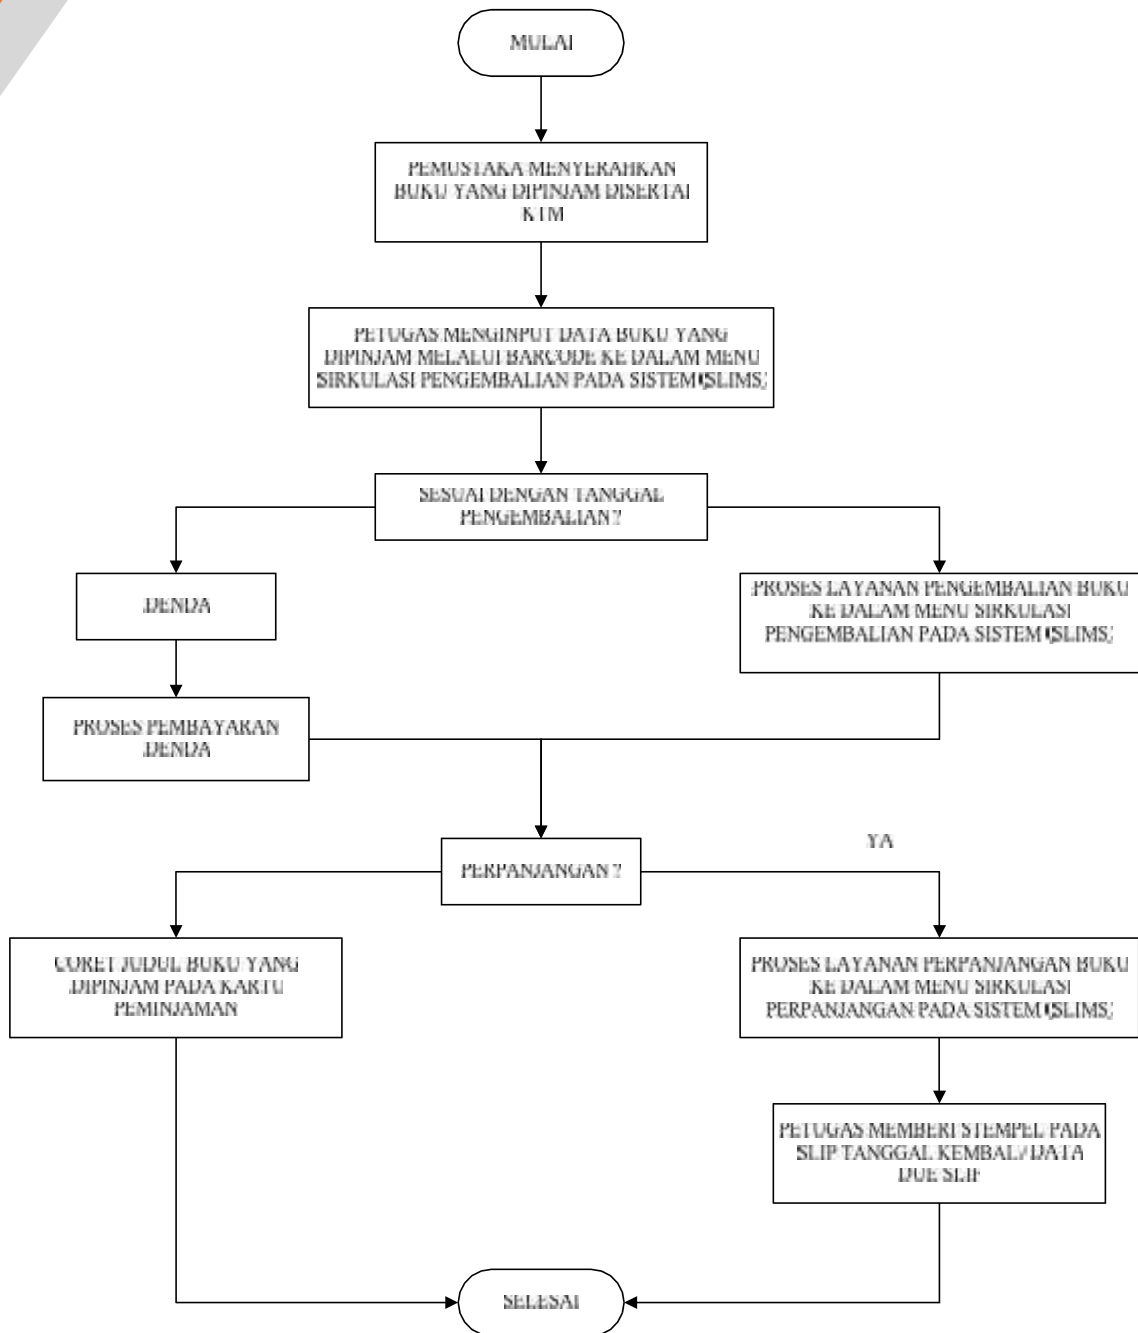 MULAI
PEMUSTAKA MENYERAHKAN
BUKU YANG DIPINJAM DISERTAI
KTM
PETUGAS MENGINPUT DATA BUKU YANG
DIPINJAM MELALUI BARCODE KE DALAM MENU
SIRKULASI PENGEMBALIAN PADA SISTEM (SLIMS)
SESUAI DENGAN TANGGAL
PENGEMBALIAN?
DENDA
PROSES LAYANAN PENGEMBALIAN BUKU
KE DALAM MENU SIRKULASI
PENGEMBALIAN PADA SISTEM (SLIMS)
PROSES PEMBAYARAN
DENDA
YA
PERPANJANGAN?
CORET JUDUL BUKU YANG
DIPINJAM PADA KARTU
PEMINJAMAN
PROSES LAYANAN PERPANJANGAN BUKU
KE DALAM MENU SIRKULASI
PERPANJANGAN PADA SISTEM (SLIMS)
PETUGAS MEMBERI STEMPEL PADA
SLIP TANGGAL KEMBALI/ DATA
DUE SLIP
SELESAI